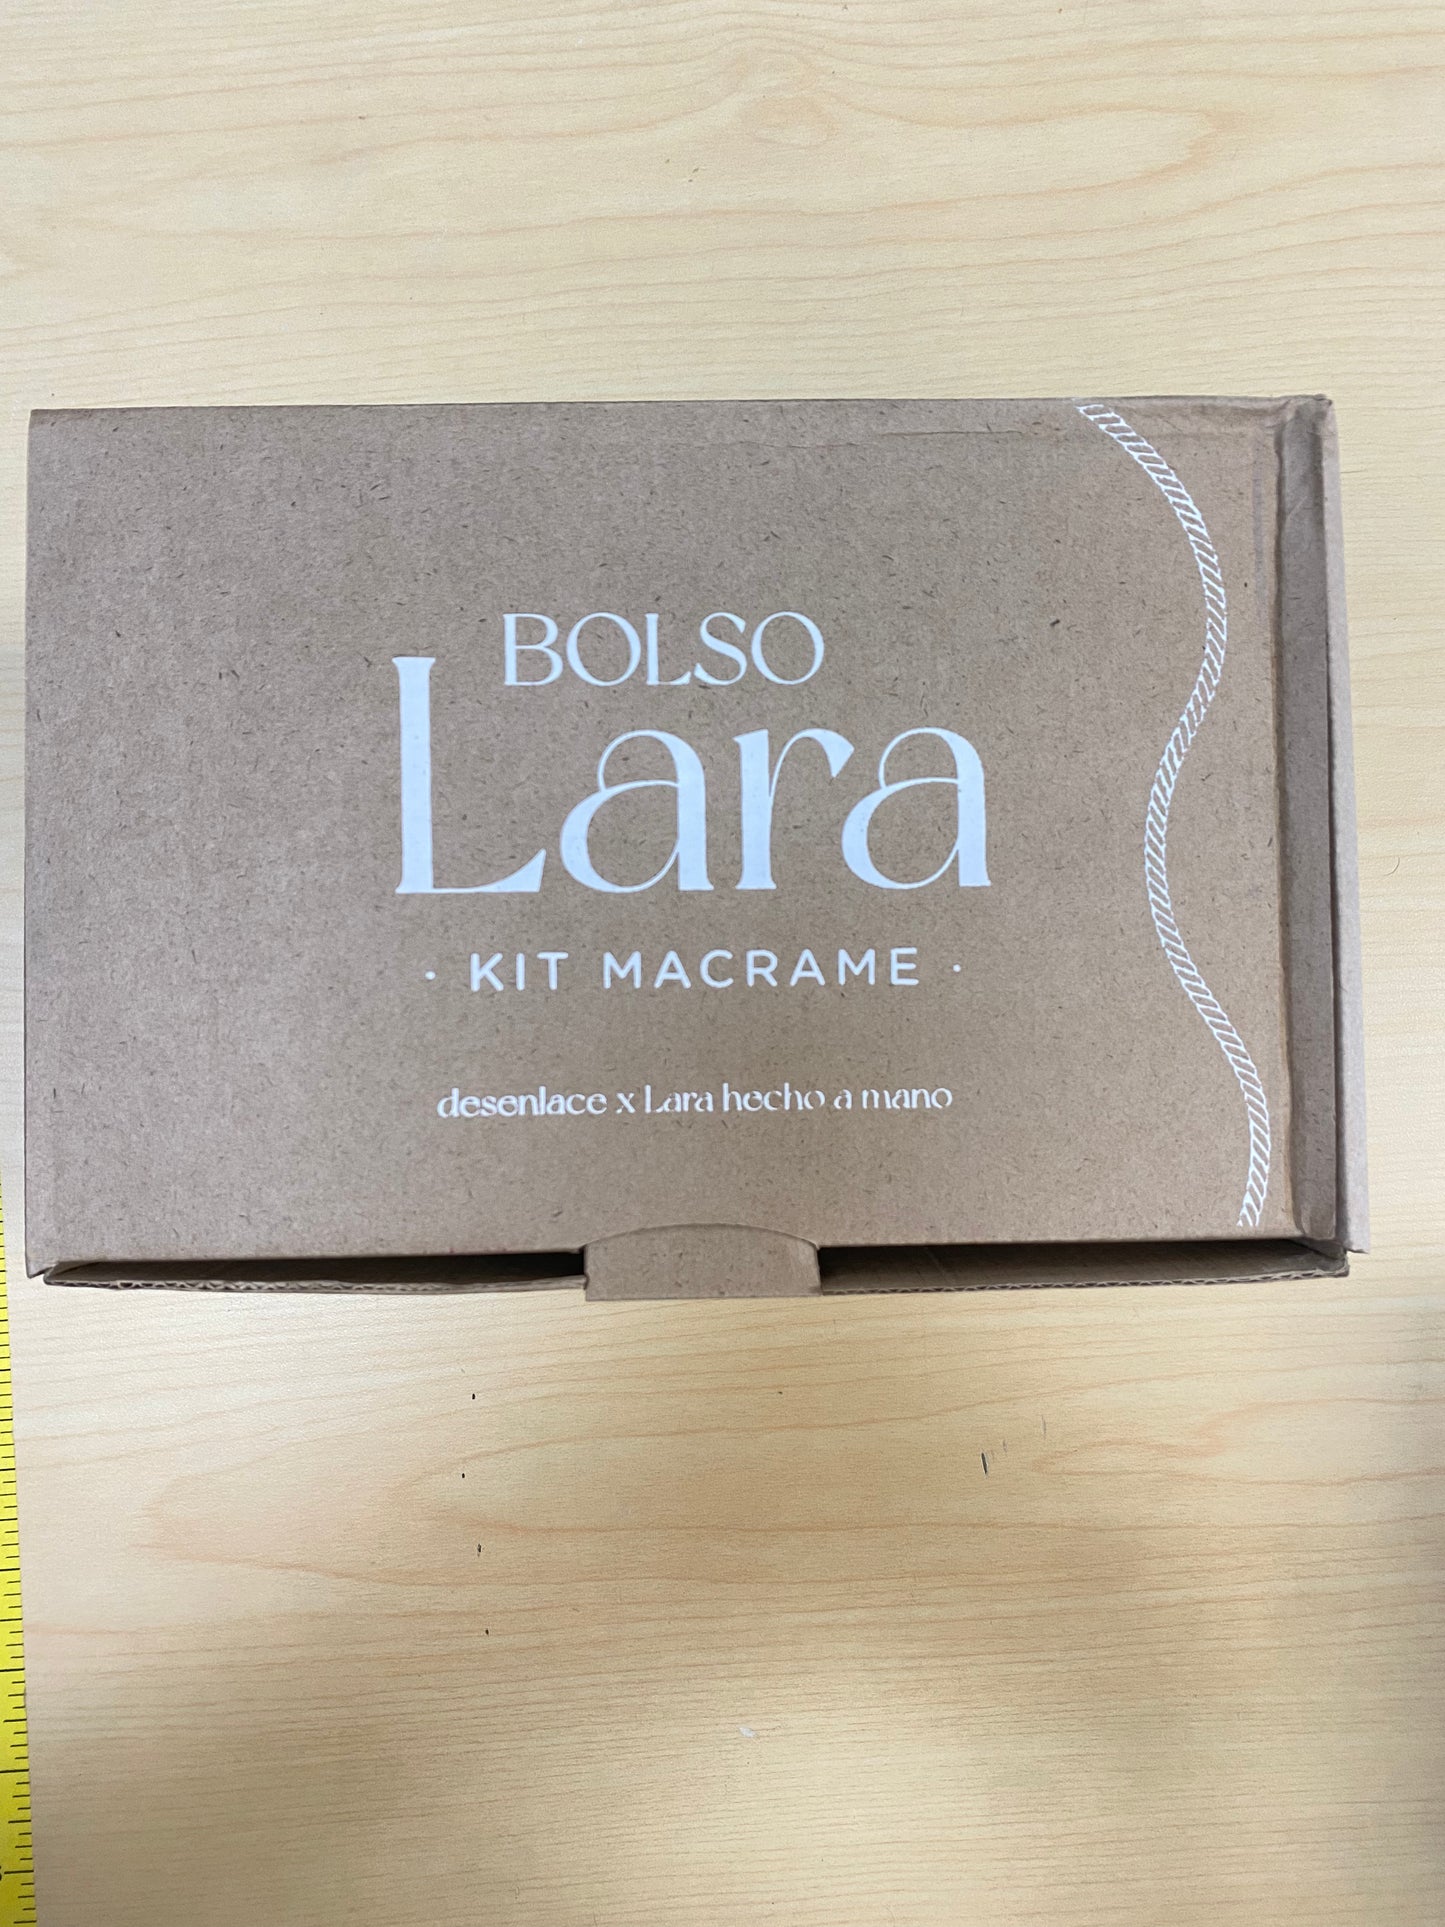 BOLSO
Lara
· KIT MACRAME ·
desenlace x Lara hecho a mano